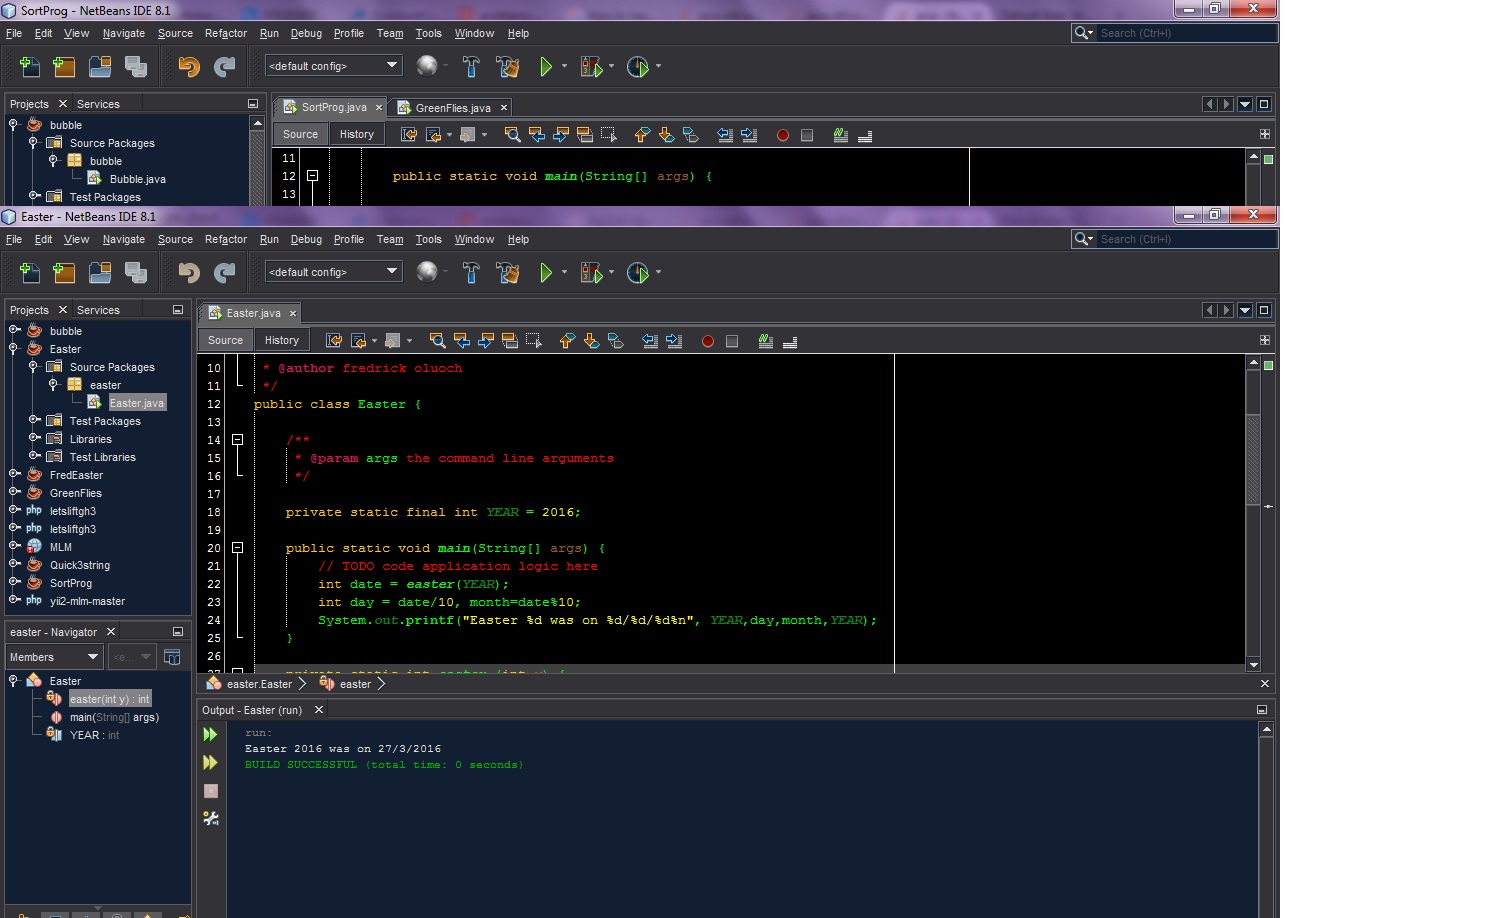 SortProg - NetBeans IDE 8.1
File Edit View Navigate Source Refactor Run Debug Profile Team Tools Window Help
Search (Ctrl+I)
<default config>
Projects Services
SortProg.java GreenFlies.java
bubble
Source Packages
bubble
Bubble.java
Test Packages
Source History
11
12 public static void main(String[] args) {
13
Easter - NetBeans IDE 8.1
File Edit View Navigate Source Refactor Run Debug Profile Team Tools Window Help
Search (Ctrl+I)
<default config>
Projects Services
bubble
Easter
Source Packages
easter
Easter.java
Test Packages
Libraries
Test Libraries
FredEaster
GreenFlies
letsliftgh3
letsliftgh3
MLM
Quick3string
SortProg
yii2-mlm-master
Easter.java
Source History
10 * @author fredrick oluoch
11 */
12 public class Easter {
13
14 /**
15 * @param args the command line arguments
16 */
17
18 private static final int YEAR = 2016;
19
20 public static void main(String[] args) {
21 // TODO code application logic here
22 int date = easter(YEAR);
23 int day = date/10, month=date%10;
24 System.out.printf("Easter %d was on %d/%d/%d%n", YEAR,day,month,YEAR);
25 }
26
27 private static int easter (int y) {
easter.Easter easter
easter - Navigator
Members <e...
Easter
easter(int y) : int
main(String[] args)
YEAR : int
Output - Easter (run)
run:
Easter 2016 was on 27/3/2016
BUILD SUCCESSFUL (total time: 0 seconds)